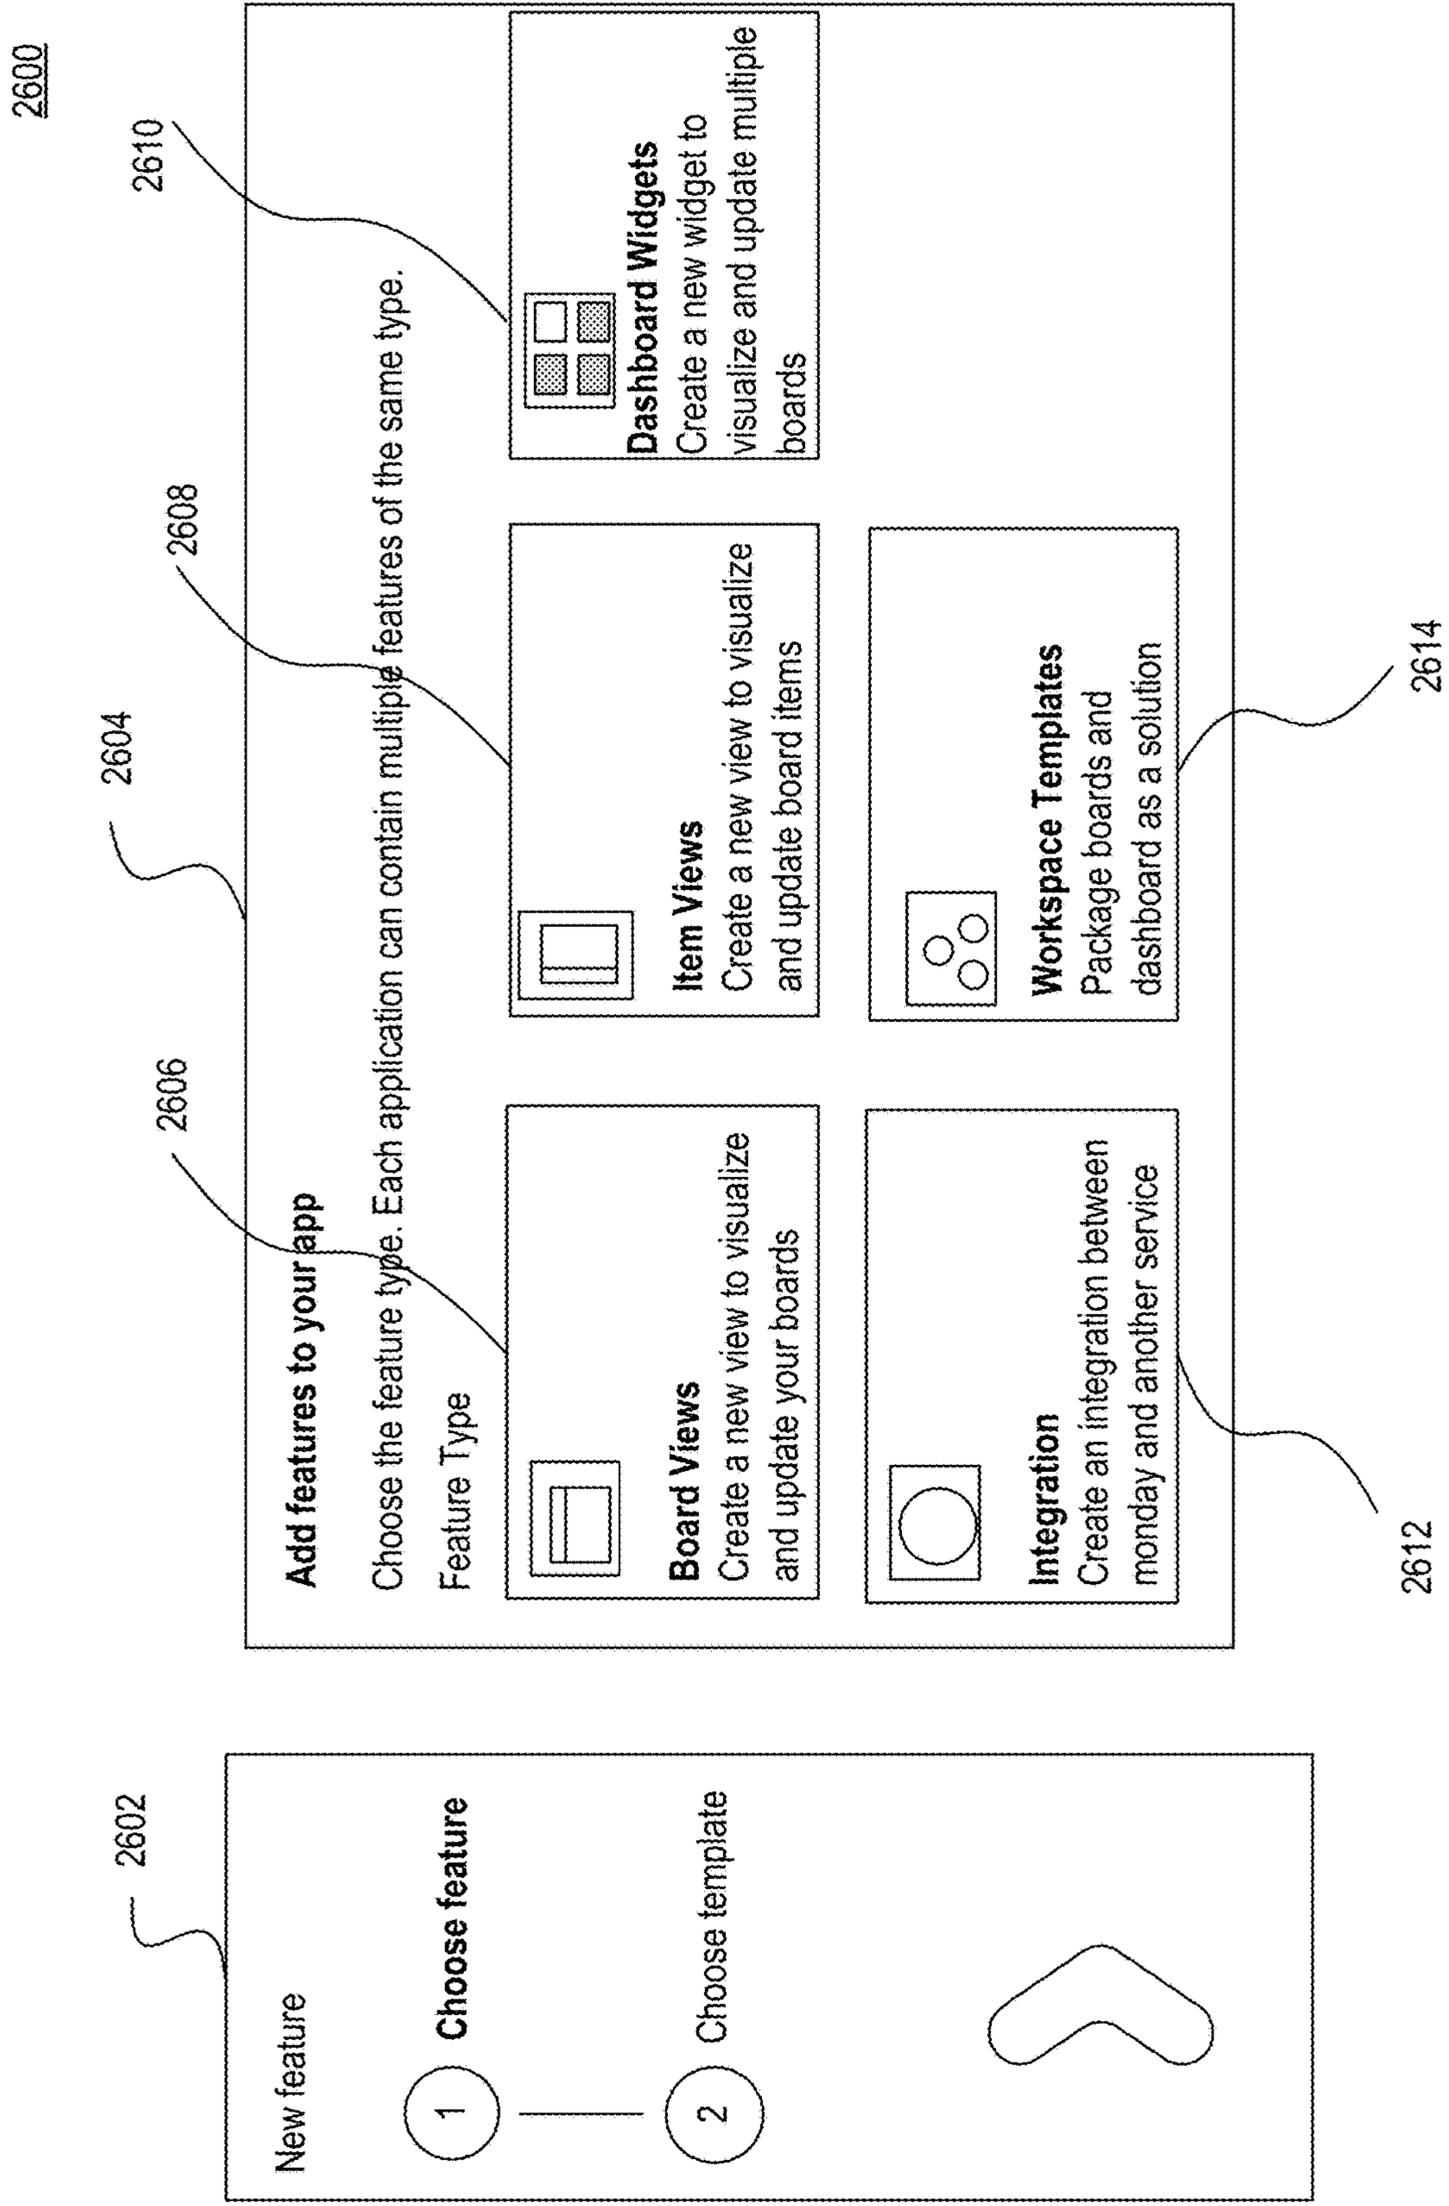 2600
2602
New feature
1
Choose feature
2
Choose template
2604
Add features to your app
Choose the feature type. Each application can contain multiple features of the same type.
Feature Type
2606
Board Views
Create a new view to visualize
and update your boards
2608
Item Views
Create a new view to visualize
and update board items
2610
Dashboard Widgets
Create a new widget to
visualize and update multiple
boards
Integration
Create an integration between
monday and another service
2612
Workspace Templates
Package boards and
dashboard as a solution
2614